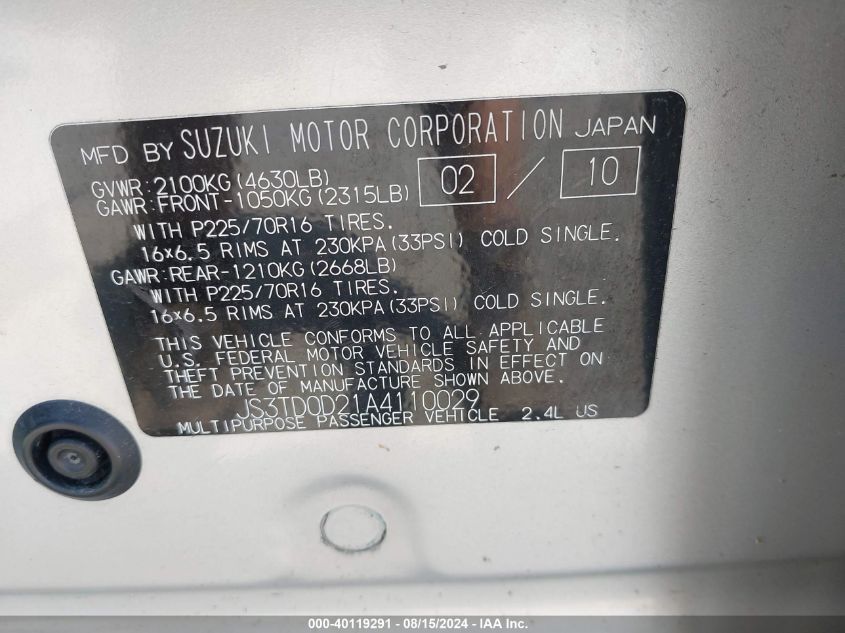 MFD BY SUZUKI MOTOR CORPORATION JAPAN
02 / 10
GVWR:2100KG(4630LB)
GAWR:FRONT-1050KG(2315LB)
WITH P225/70R16 TIRES.
16x6.5 RIMS AT 230KPA(33PSI) COLD SINGLE.
GAWR:REAR-1210KG(2668LB)
WITH P225/70R16 TIRES.
16x6.5 RIMS AT 230KPA(33PSI) COLD SINGLE.
THIS VEHICLE CONFORMS TO ALL APPLICABLE
U.S. FEDERAL MOTOR VEHICLE SAFETY AND
THEFT PREVENTION STANDARDS IN EFFECT ON
THE DATE OF MANUFACTURE SHOWN ABOVE.
JS3TD0D21A4110029
MULTIPURPOSE PASSENGER VEHICLE 2.4L US
000-40119291 - 08/15/2024 - IAA Inc.